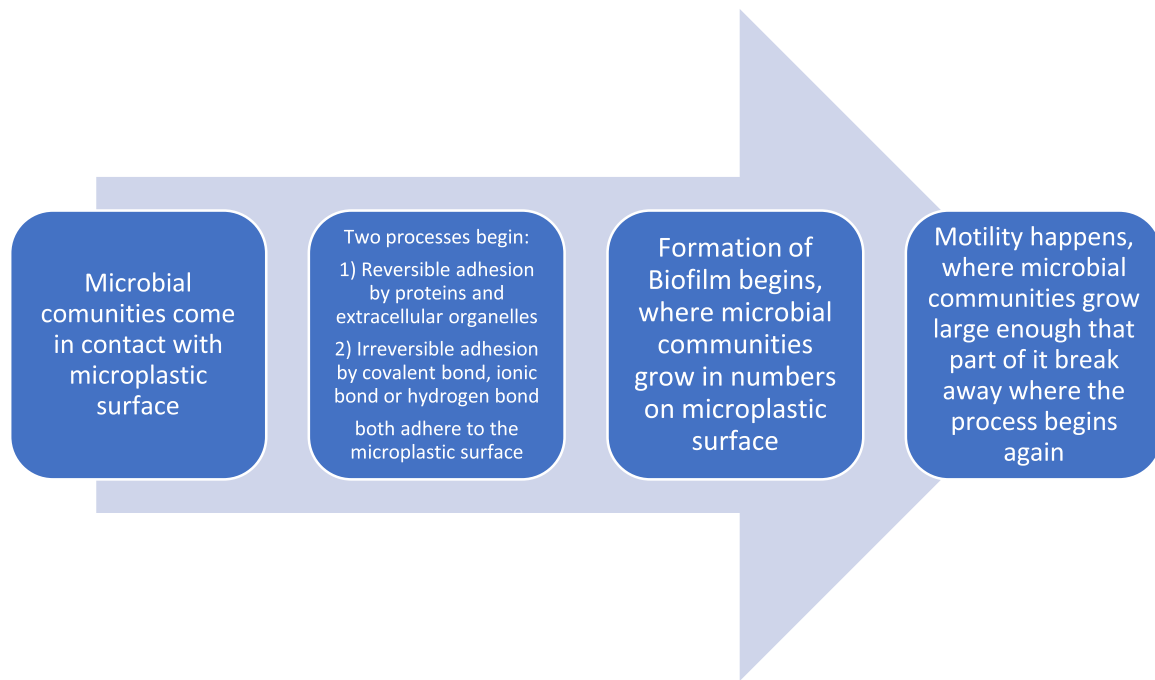 Microbial
comunities come
in contact with
microplastic
surface
Two processes begin:
1) Reversible adhesion
by proteins and
extracellular organelles
2) Irreversible adhesion
by covalent bond, ionic
bond or hydrogen bond
both adhere to the
microplastic surface
Formation of
Biofilm begins,
where microbial
communities
grow in numbers
on microplastic
surface
Motility happens,
where microbial
communities grow
large enough that
part of it break
away where the
process begins
again